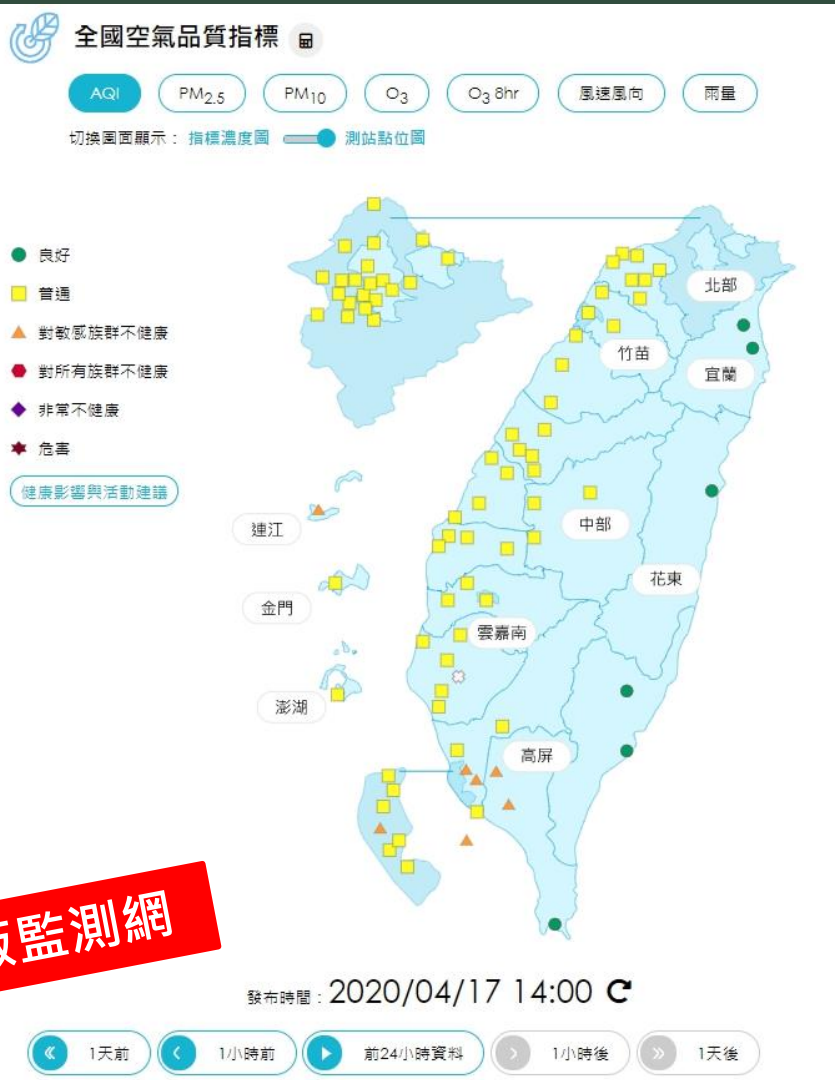 全國空氣品質指標
AQI PM2.5 PM10 O3 O3 8hr 風速風向 雨量
切換圖面顯示： 指標濃度圖 測站點位圖
良好
普通
對敏感族群不健康
對所有族群不健康
非常不健康
危害
健康影響與活動建議
北部
竹苗
宜蘭
中部
花東
雲嘉南
高屏
連江
金門
澎湖
監測網
發布時間：2020/04/17 14:00
1天前 1小時前 前24小時資料 1小時後 1天後